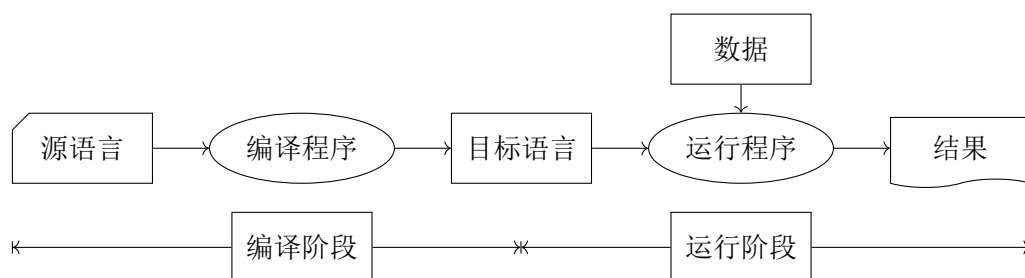 数据
源语言
编译程序
目标语言
运行程序
结果
编译阶段
运行阶段